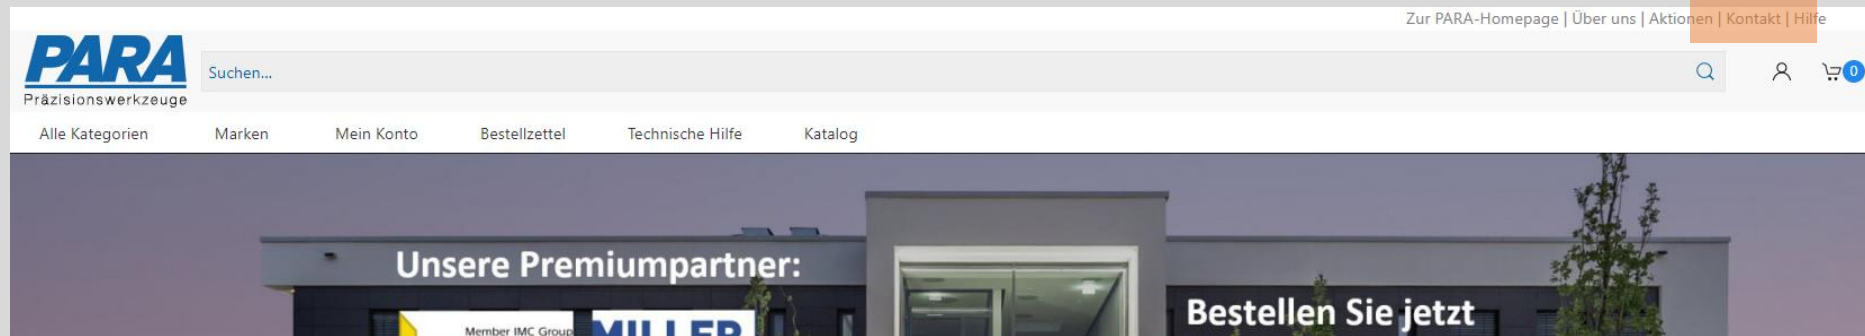 Zur PARA-Homepage | Über uns | Aktionen | Kontakt | Hilfe
PARA
Präzisionswerkzeuge
Suchen...
0
Alle Kategorien Marken Mein Konto Bestellzettel Technische Hilfe Katalog
Unsere Premiumpartner:
Bestellen Sie jetzt
Member IMC Group
MILLER